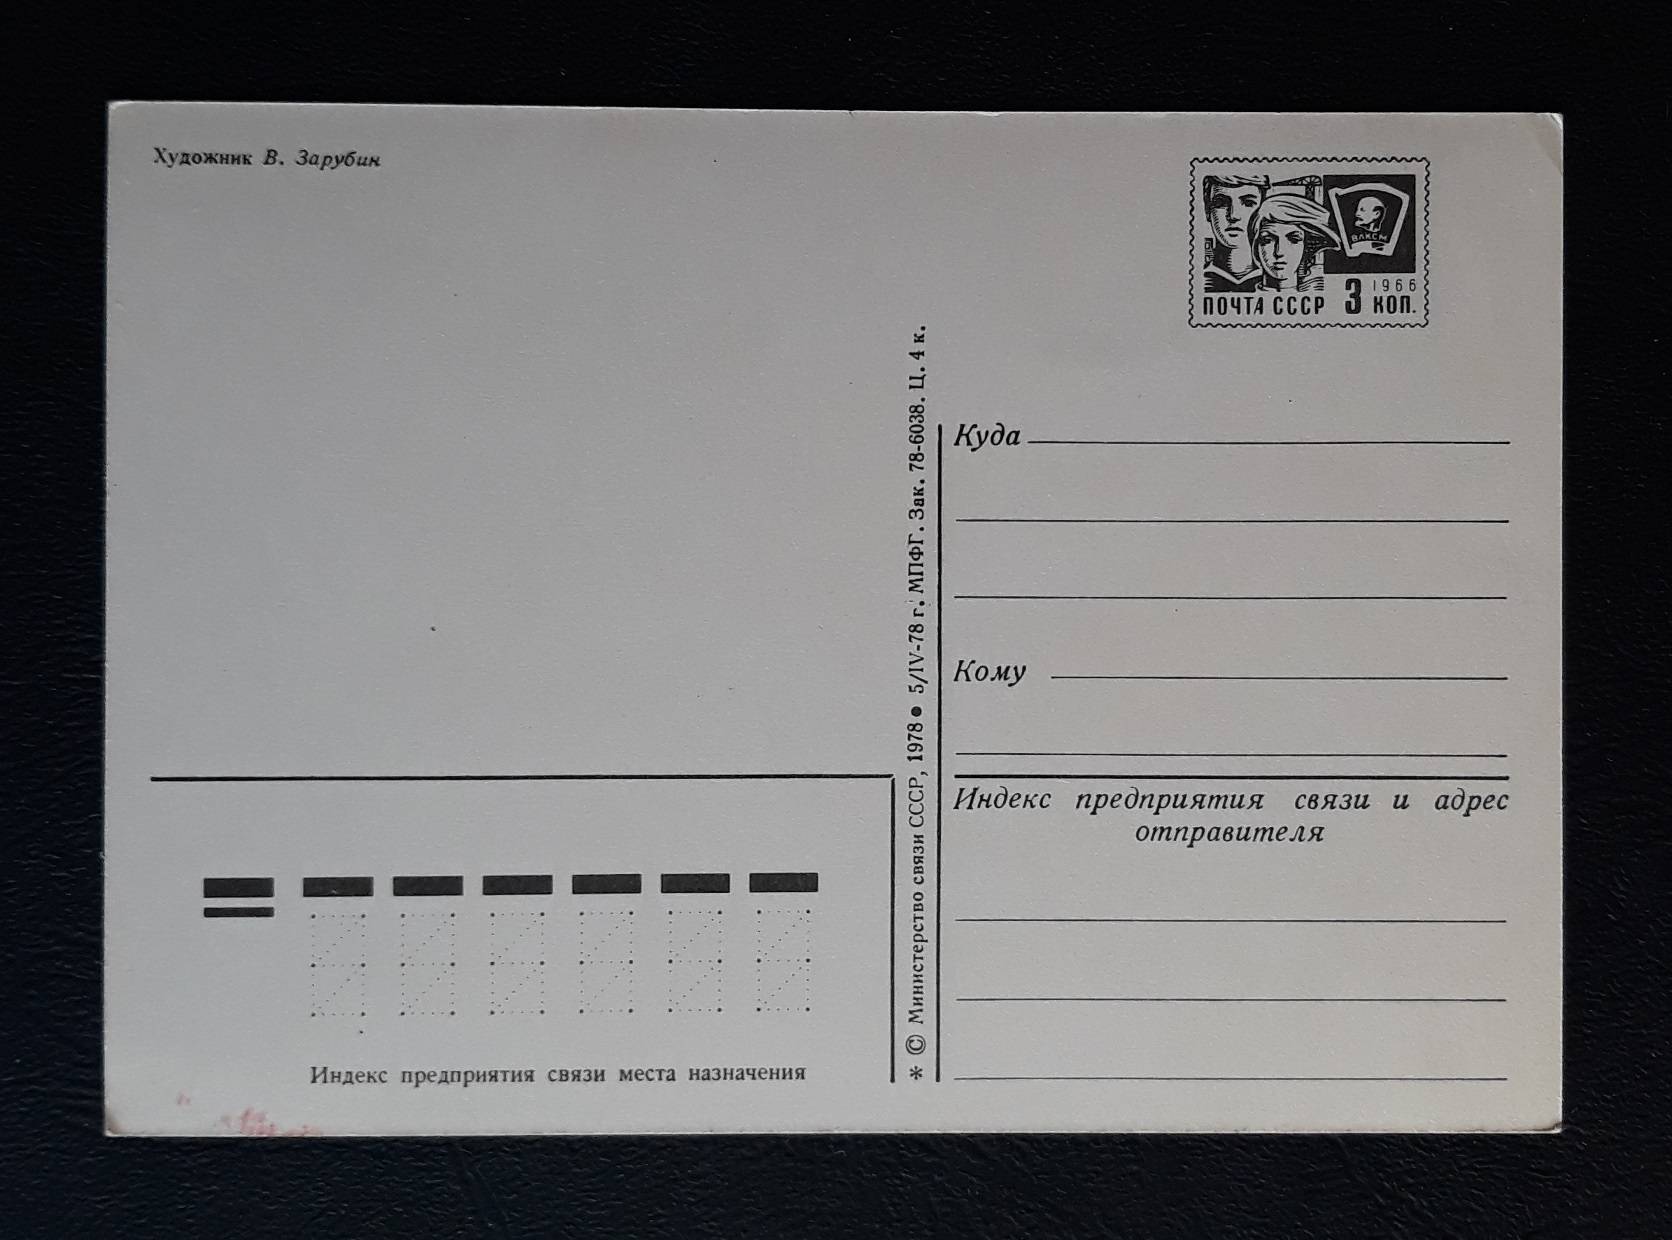 Художник В. Зарубин
ВЛКСМ
1966
ПОЧТА СССР 3 КОП.
Куда
Кому
Индекс предприятия связи и адрес
отправителя
* © Министерство связи СССР, 1978 ● 5/IV-78 г. МПФГ. Зак. 78-6038. Ц. 4 к.
Индекс предприятия связи места назначения